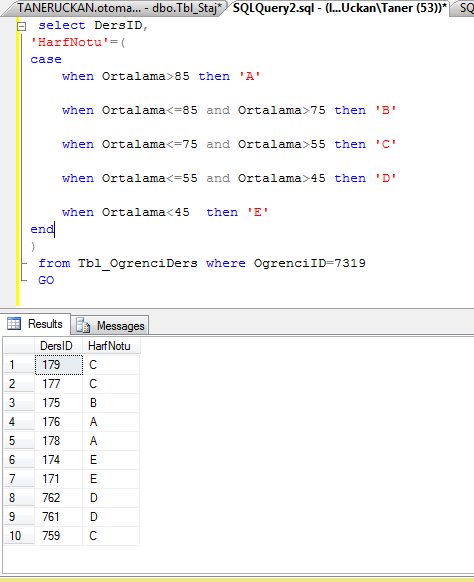 TANERUCKAN.otoma... - dbo.Tbl_Staj* SQLQuery2.sql - (l...Uckan\Taner (53))* SQ
select DersID,
'HarfNotu'=(
case
when Ortalama>85 then 'A'
when Ortalama<=85 and Ortalama>75 then 'B'
when Ortalama<=75 and Ortalama>55 then 'C'
when Ortalama<=55 and Ortalama>45 then 'D'
when Ortalama<45 then 'E'
end
)
from Tbl_OgrenciDers where OgrenciID=7319
GO
Results Messages
DersID HarfNotu
1 179 C
2 177 C
3 175 B
4 176 A
5 178 A
6 174 E
7 171 E
8 762 D
9 761 D
10 759 C